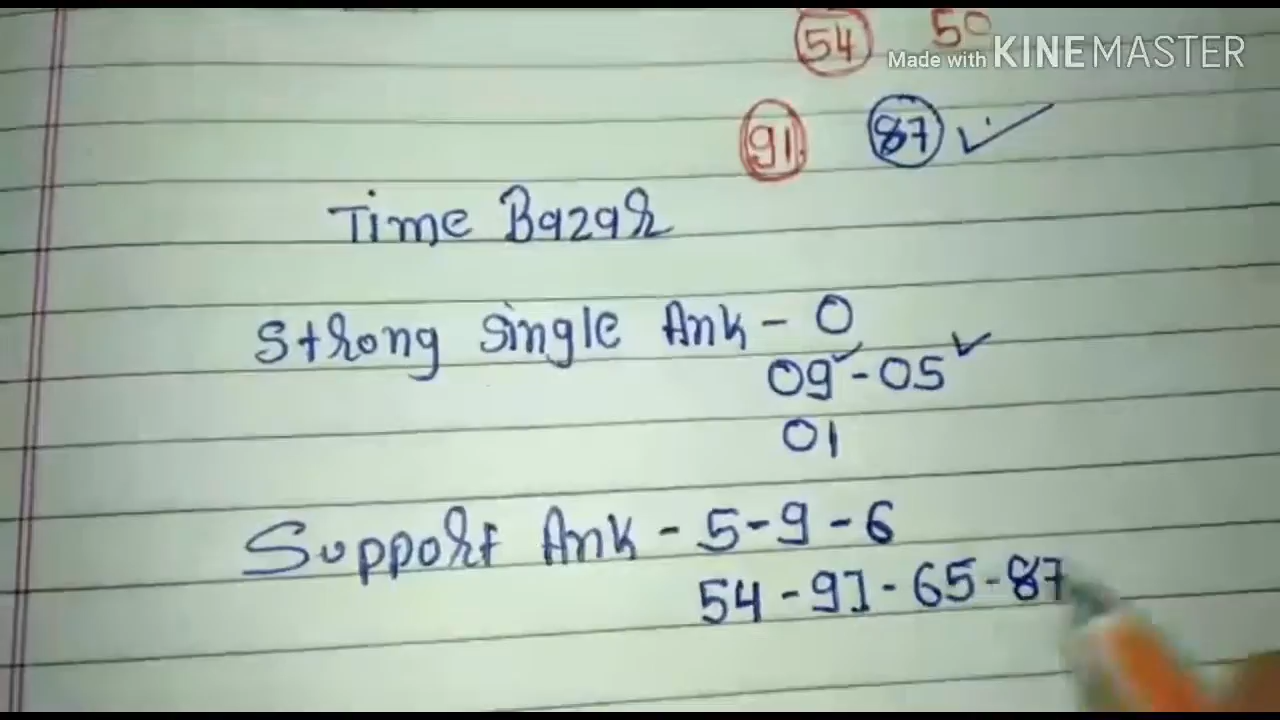 54 50
Made with KINEMASTER
91 87
Time Bazar
Strong Single Ank - 0
09 - 05
01
Support Ank - 5 - 9 - 6
54 - 91 - 65 - 87